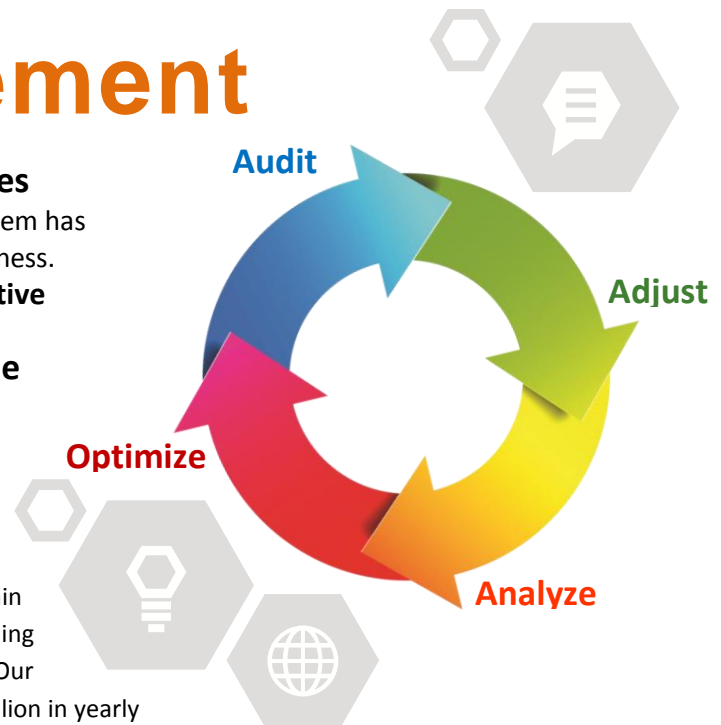 ement
es
em has
ness.
tive
e
Audit
Adjust
Optimize
Analyze
in
ing
Our
lion in yearly